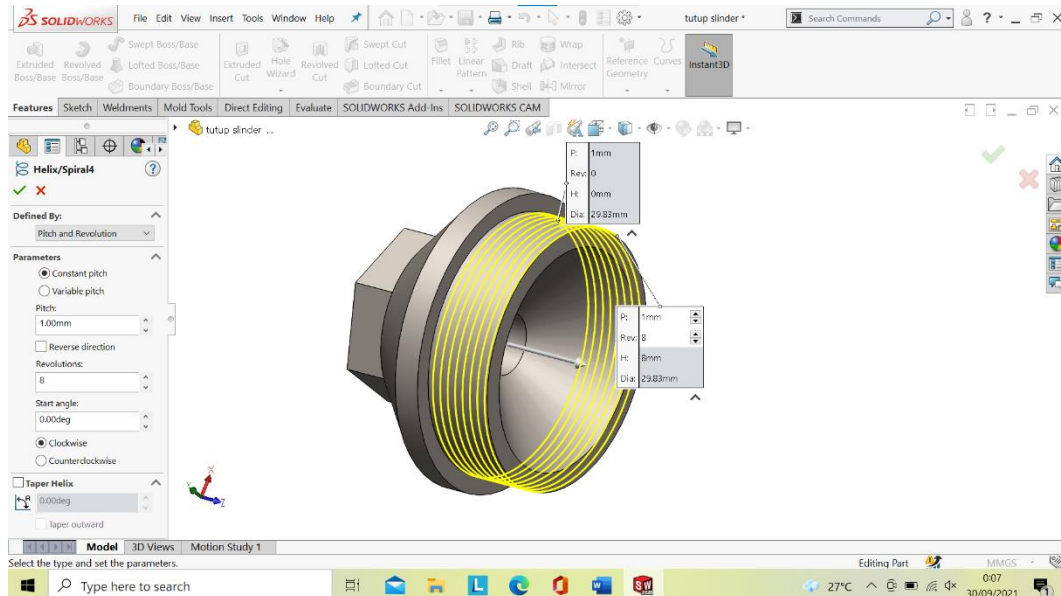 SOLIDWORKS File Edit View Insert Tools Window Help tutup slinder * Search Commands
Extruded Boss/Base Revolved Boss/Base Swept Boss/Base Lofted Boss/Base Boundary Boss/Base Extruded Cut Hole Wizard Revolved Cut Swept Cut Lofted Cut Boundary Cut Fillet Linear Pattern Rib Draft Shell Wrap Intersect Mirror Reference Geometry Curves Instant3D
Features Sketch Weldments Mold Tools Direct Editing Evaluate SOLIDWORKS Add-Ins SOLIDWORKS CAM
tutup slinder ...
Helix/Spiral4
Defined By:
Pitch and Revolution
Parameters
Constant pitch
Variable pitch
Pitch:
1.00mm
Reverse direction
Revolutions:
8
Start angle:
0.00deg
Clockwise
Counterclockwise
Taper Helix
0.00deg
Taper outward
P: 1mm
Rev: 0
H: 0mm
Dia: 29.83mm
P: 1mm
Rev: 8
H: 8mm
Dia: 29.83mm
X
Y
Z
Model 3D Views Motion Study 1
Select the type and set the parameters. Editing Part MMGS
Type here to search 27°C 0:07
30/09/2021